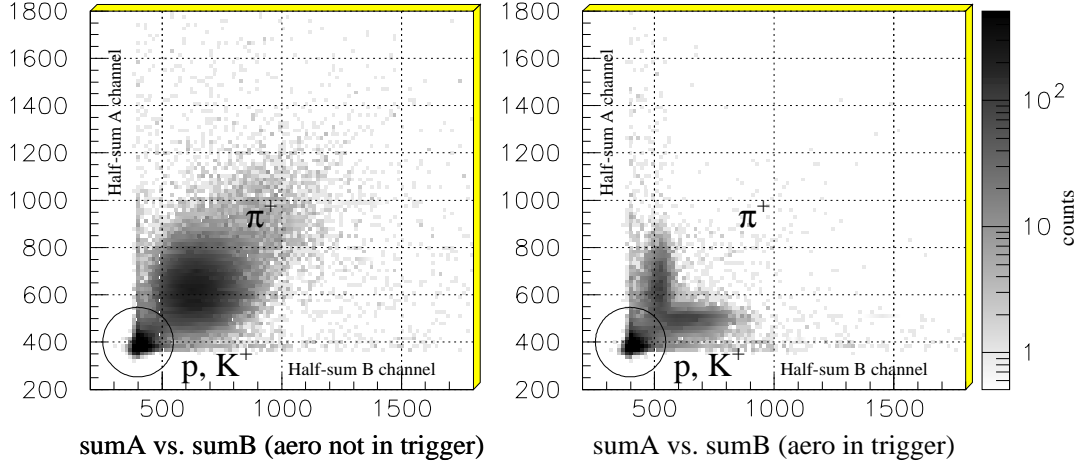 1800
1600
1400
1200
1000
800
600
400
200
Half-sum A channel
π+
p, K+
Half-sum B channel
500
1000
1500
sumA vs. sumB (aero not in trigger)
1800
1600
1400
1200
1000
800
600
400
200
Half-sum A channel
π+
p, K+
Half-sum B channel
500
1000
1500
sumA vs. sumB (aero in trigger)
10²
10
1
counts